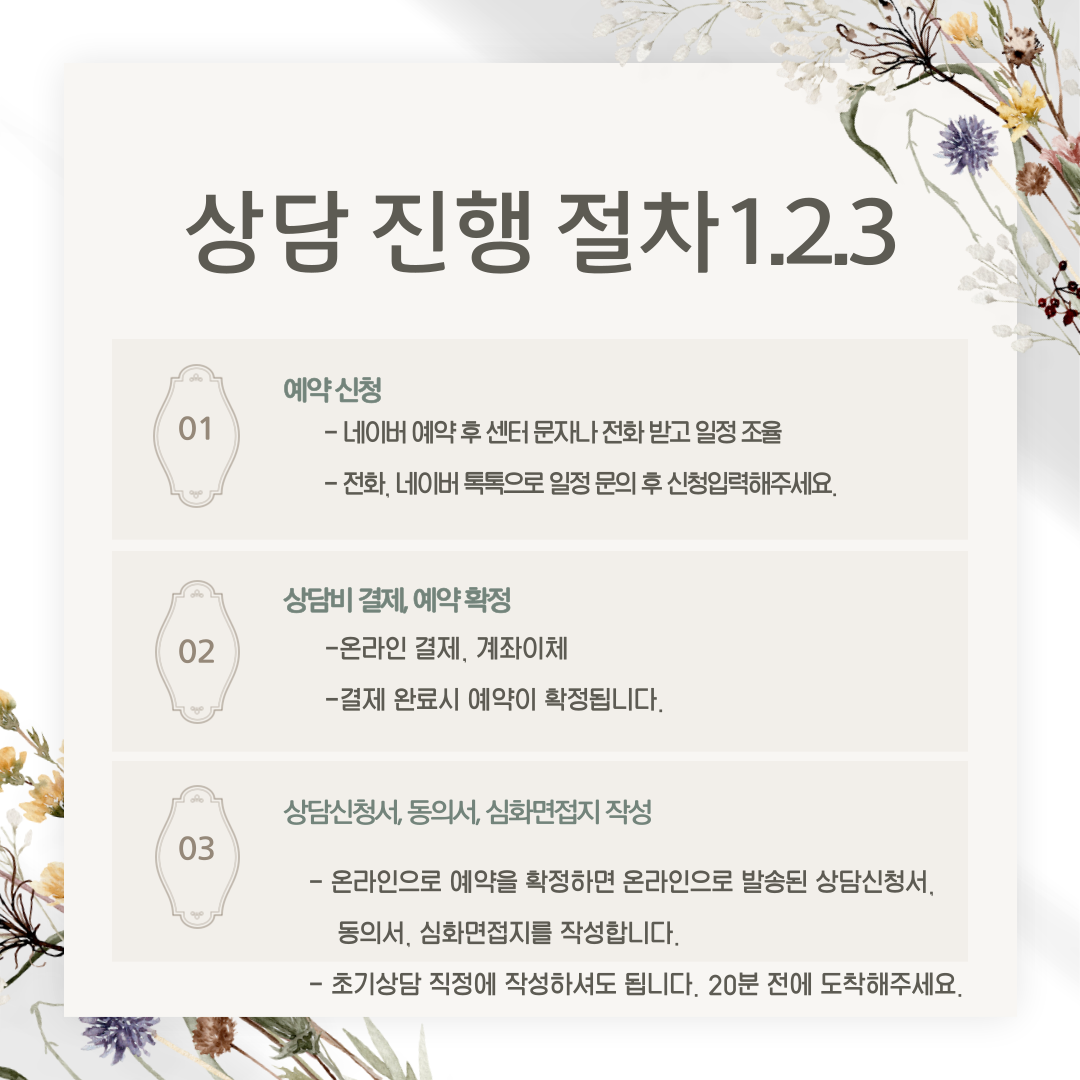 상담 진행 절차1.2.3
01
예약 신청
- 네이버 예약 후 센터 문자나 전화 받고 일정 조율
- 전화, 네이버 톡톡으로 일정 문의 후 신청입력해주세요.
02
상담비 결제, 예약 확정
-온라인 결제, 계좌이체
-결제 완료시 예약이 확정됩니다.
03
상담신청서, 동의서, 심화면접지 작성
- 온라인으로 예약을 확정하면 온라인으로 발송된 상담신청서,
동의서, 심화면접지를 작성합니다.
- 초기상담 직정에 작성하셔도 됩니다. 20분 전에 도착해주세요.